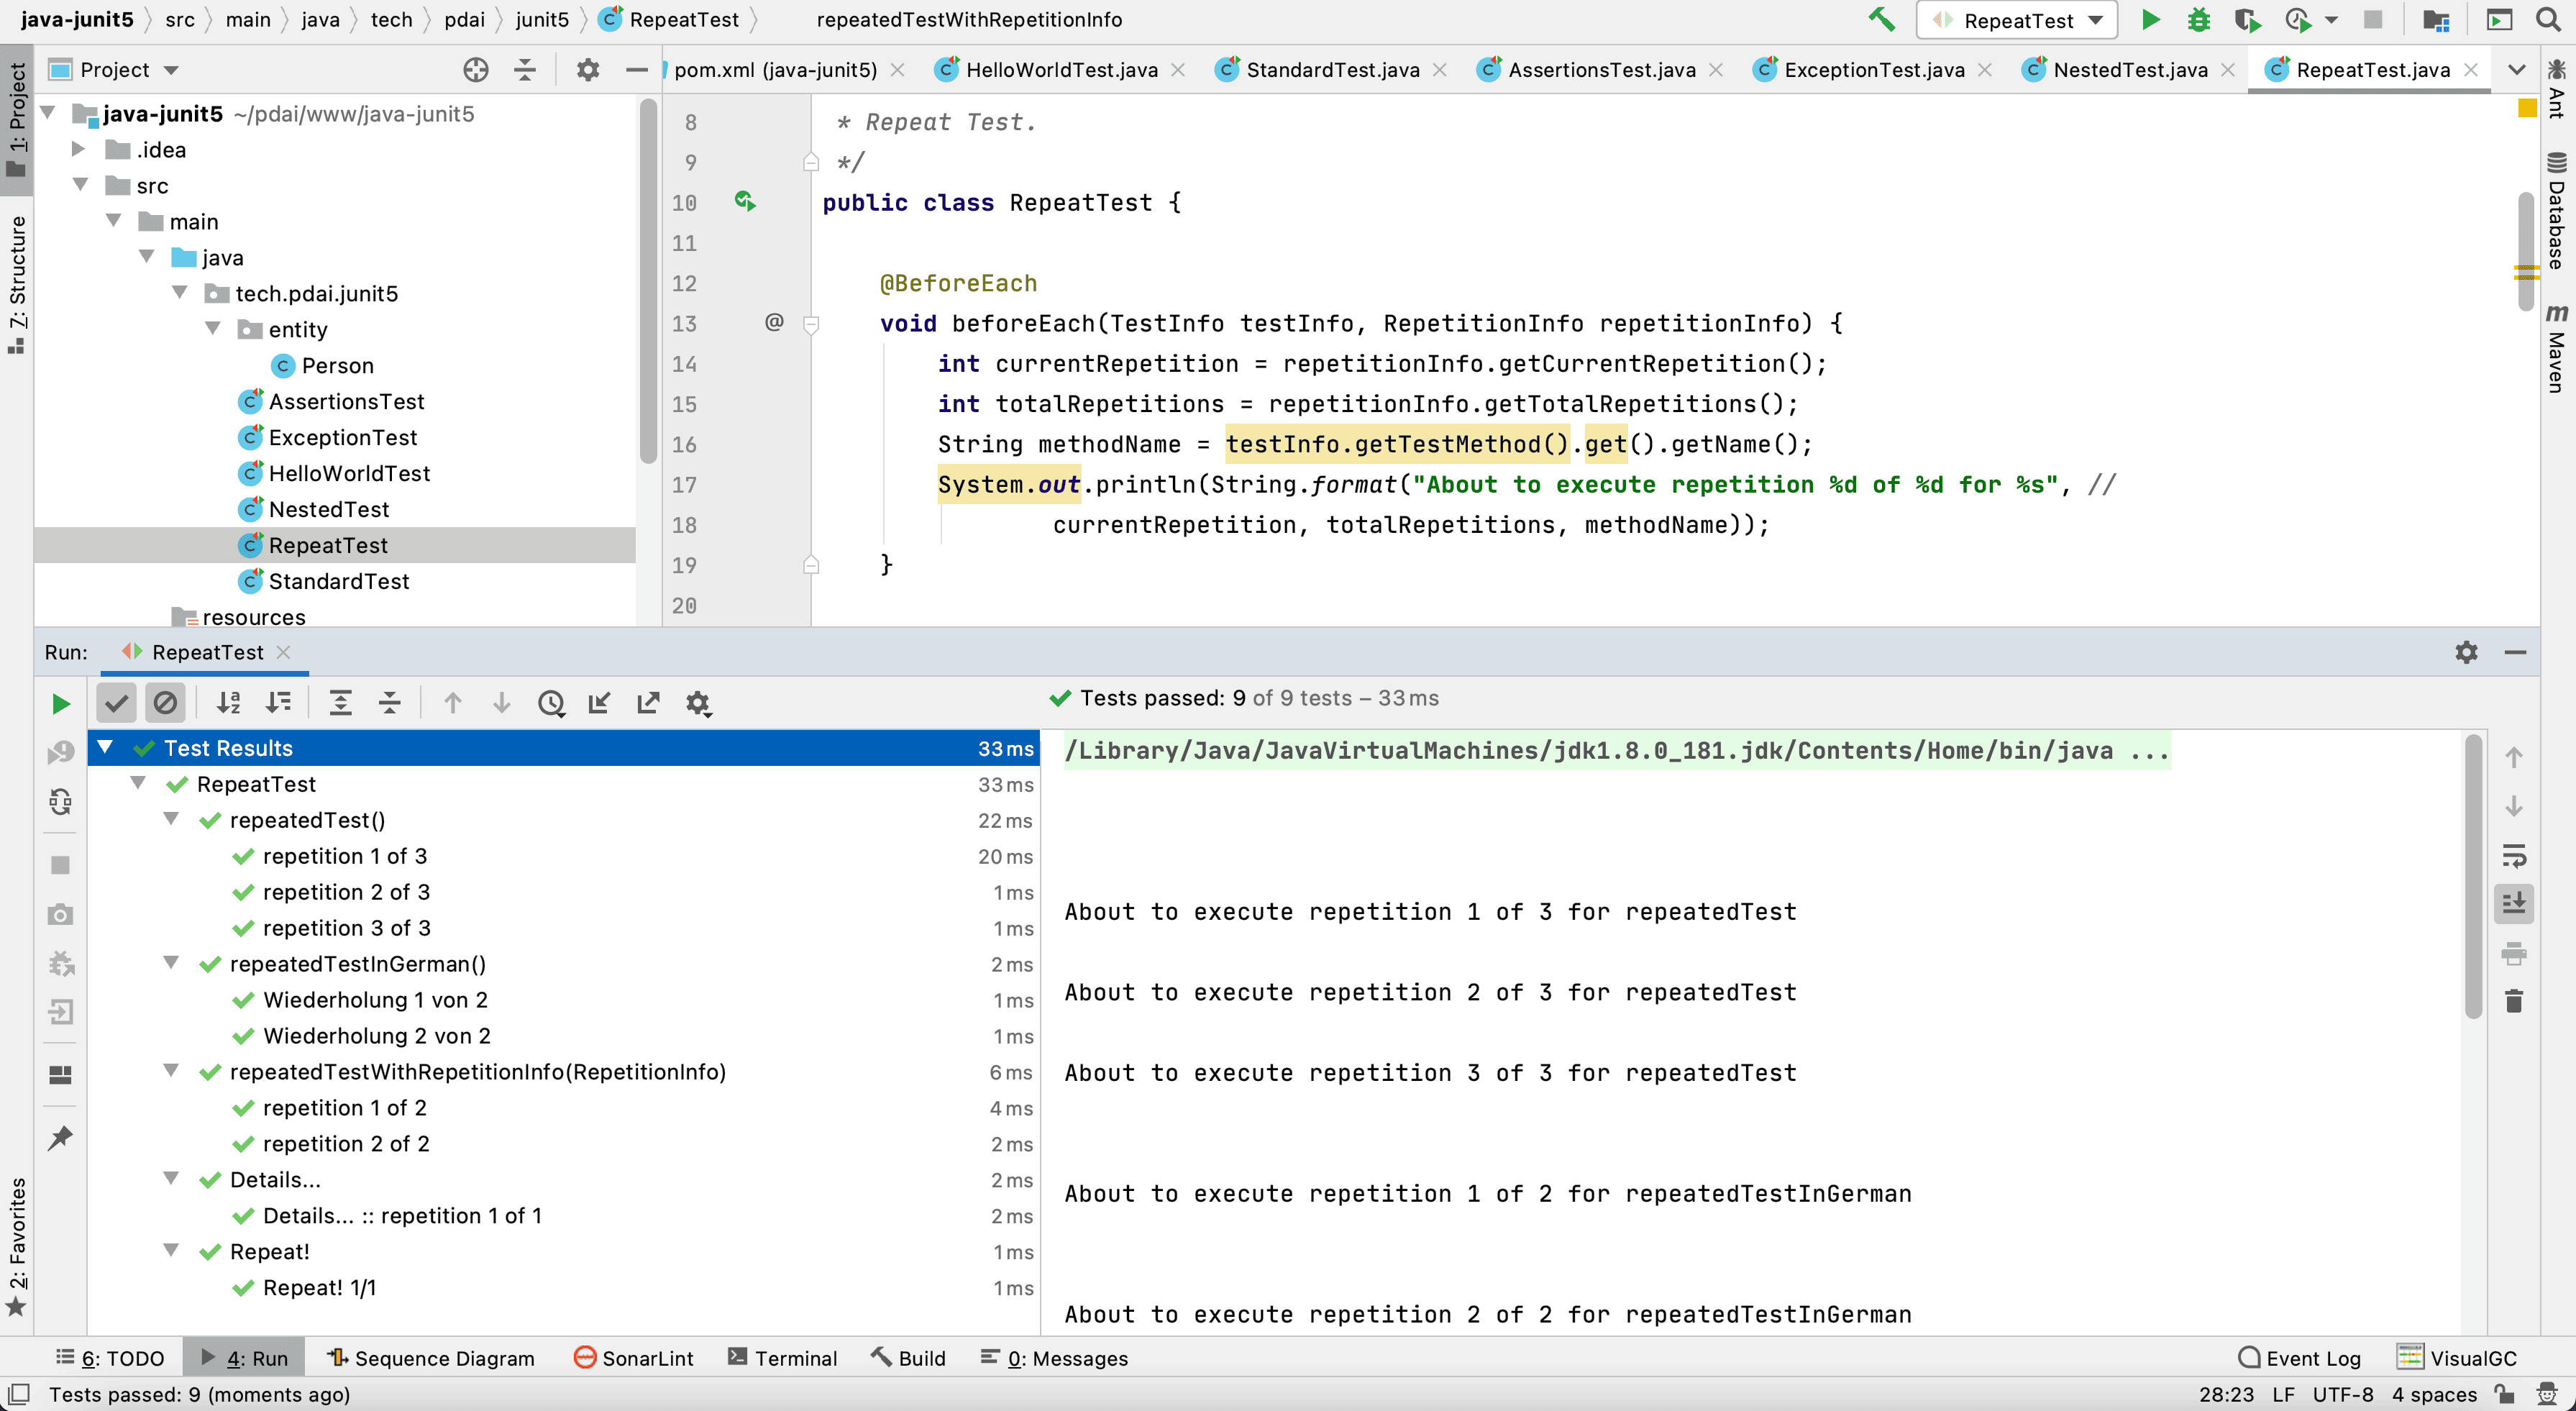 java-junit5 src main java tech pdai junit5 RepeatTest repeatedTestWithRepetitionInfo RepeatTest
1: Project
7: Structure
2: Favorites
Project
pom.xml (java-junit5) HelloWorldTest.java StandardTest.java AssertionsTest.java ExceptionTest.java NestedTest.java RepeatTest.java
java-junit5 ~/pdai/www/java-junit5
.idea
src
main
java
tech.pdai.junit5
entity
Person
AssertionsTest
ExceptionTest
HelloWorldTest
NestedTest
RepeatTest
StandardTest
resources
8 * Repeat Test.
9 */
10 public class RepeatTest {
11
12 @BeforeEach
13 @ void beforeEach(TestInfo testInfo, RepetitionInfo repetitionInfo) {
14 int currentRepetition = repetitionInfo.getCurrentRepetition();
15 int totalRepetitions = repetitionInfo.getTotalRepetitions();
16 String methodName = testInfo.getTestMethod().get().getName();
17 System.out.println(String.format("About to execute repetition %d of %d for %s", //
18 currentRepetition, totalRepetitions, methodName));
19 }
20
Ant
Database
m Maven
Run: RepeatTest
Tests passed: 9 of 9 tests – 33 ms
Test Results 33 ms
RepeatTest 33 ms
repeatedTest() 22 ms
repetition 1 of 3 20 ms
repetition 2 of 3 1 ms
repetition 3 of 3 1 ms
repeatedTestInGerman() 2 ms
Wiederholung 1 von 2 1 ms
Wiederholung 2 von 2 1 ms
repeatedTestWithRepetitionInfo(RepetitionInfo) 6 ms
repetition 1 of 2 4 ms
repetition 2 of 2 2 ms
Details... 2 ms
Details... :: repetition 1 of 1 2 ms
Repeat! 1 ms
Repeat! 1/1 1 ms
/Library/Java/JavaVirtualMachines/jdk1.8.0_181.jdk/Contents/Home/bin/java ...
About to execute repetition 1 of 3 for repeatedTest
About to execute repetition 2 of 3 for repeatedTest
About to execute repetition 3 of 3 for repeatedTest
About to execute repetition 1 of 2 for repeatedTestInGerman
About to execute repetition 2 of 2 for repeatedTestInGerman
6: TODO 4: Run Sequence Diagram SonarLint Terminal Build 0: Messages Event Log VisualGC
Tests passed: 9 (moments ago) 28:23 LF UTF-8 4 spaces